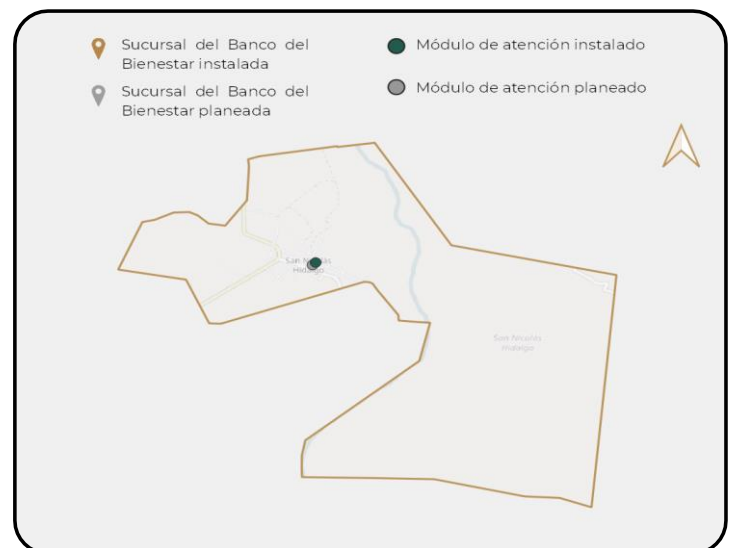 Sucursal del Banco del
Bienestar instalada
Sucursal del Banco del
Bienestar planeada
Módulo de atención instalado
Módulo de atención planeado
San Nicolás
Hidalgo
San Nicolás
Hidalgo